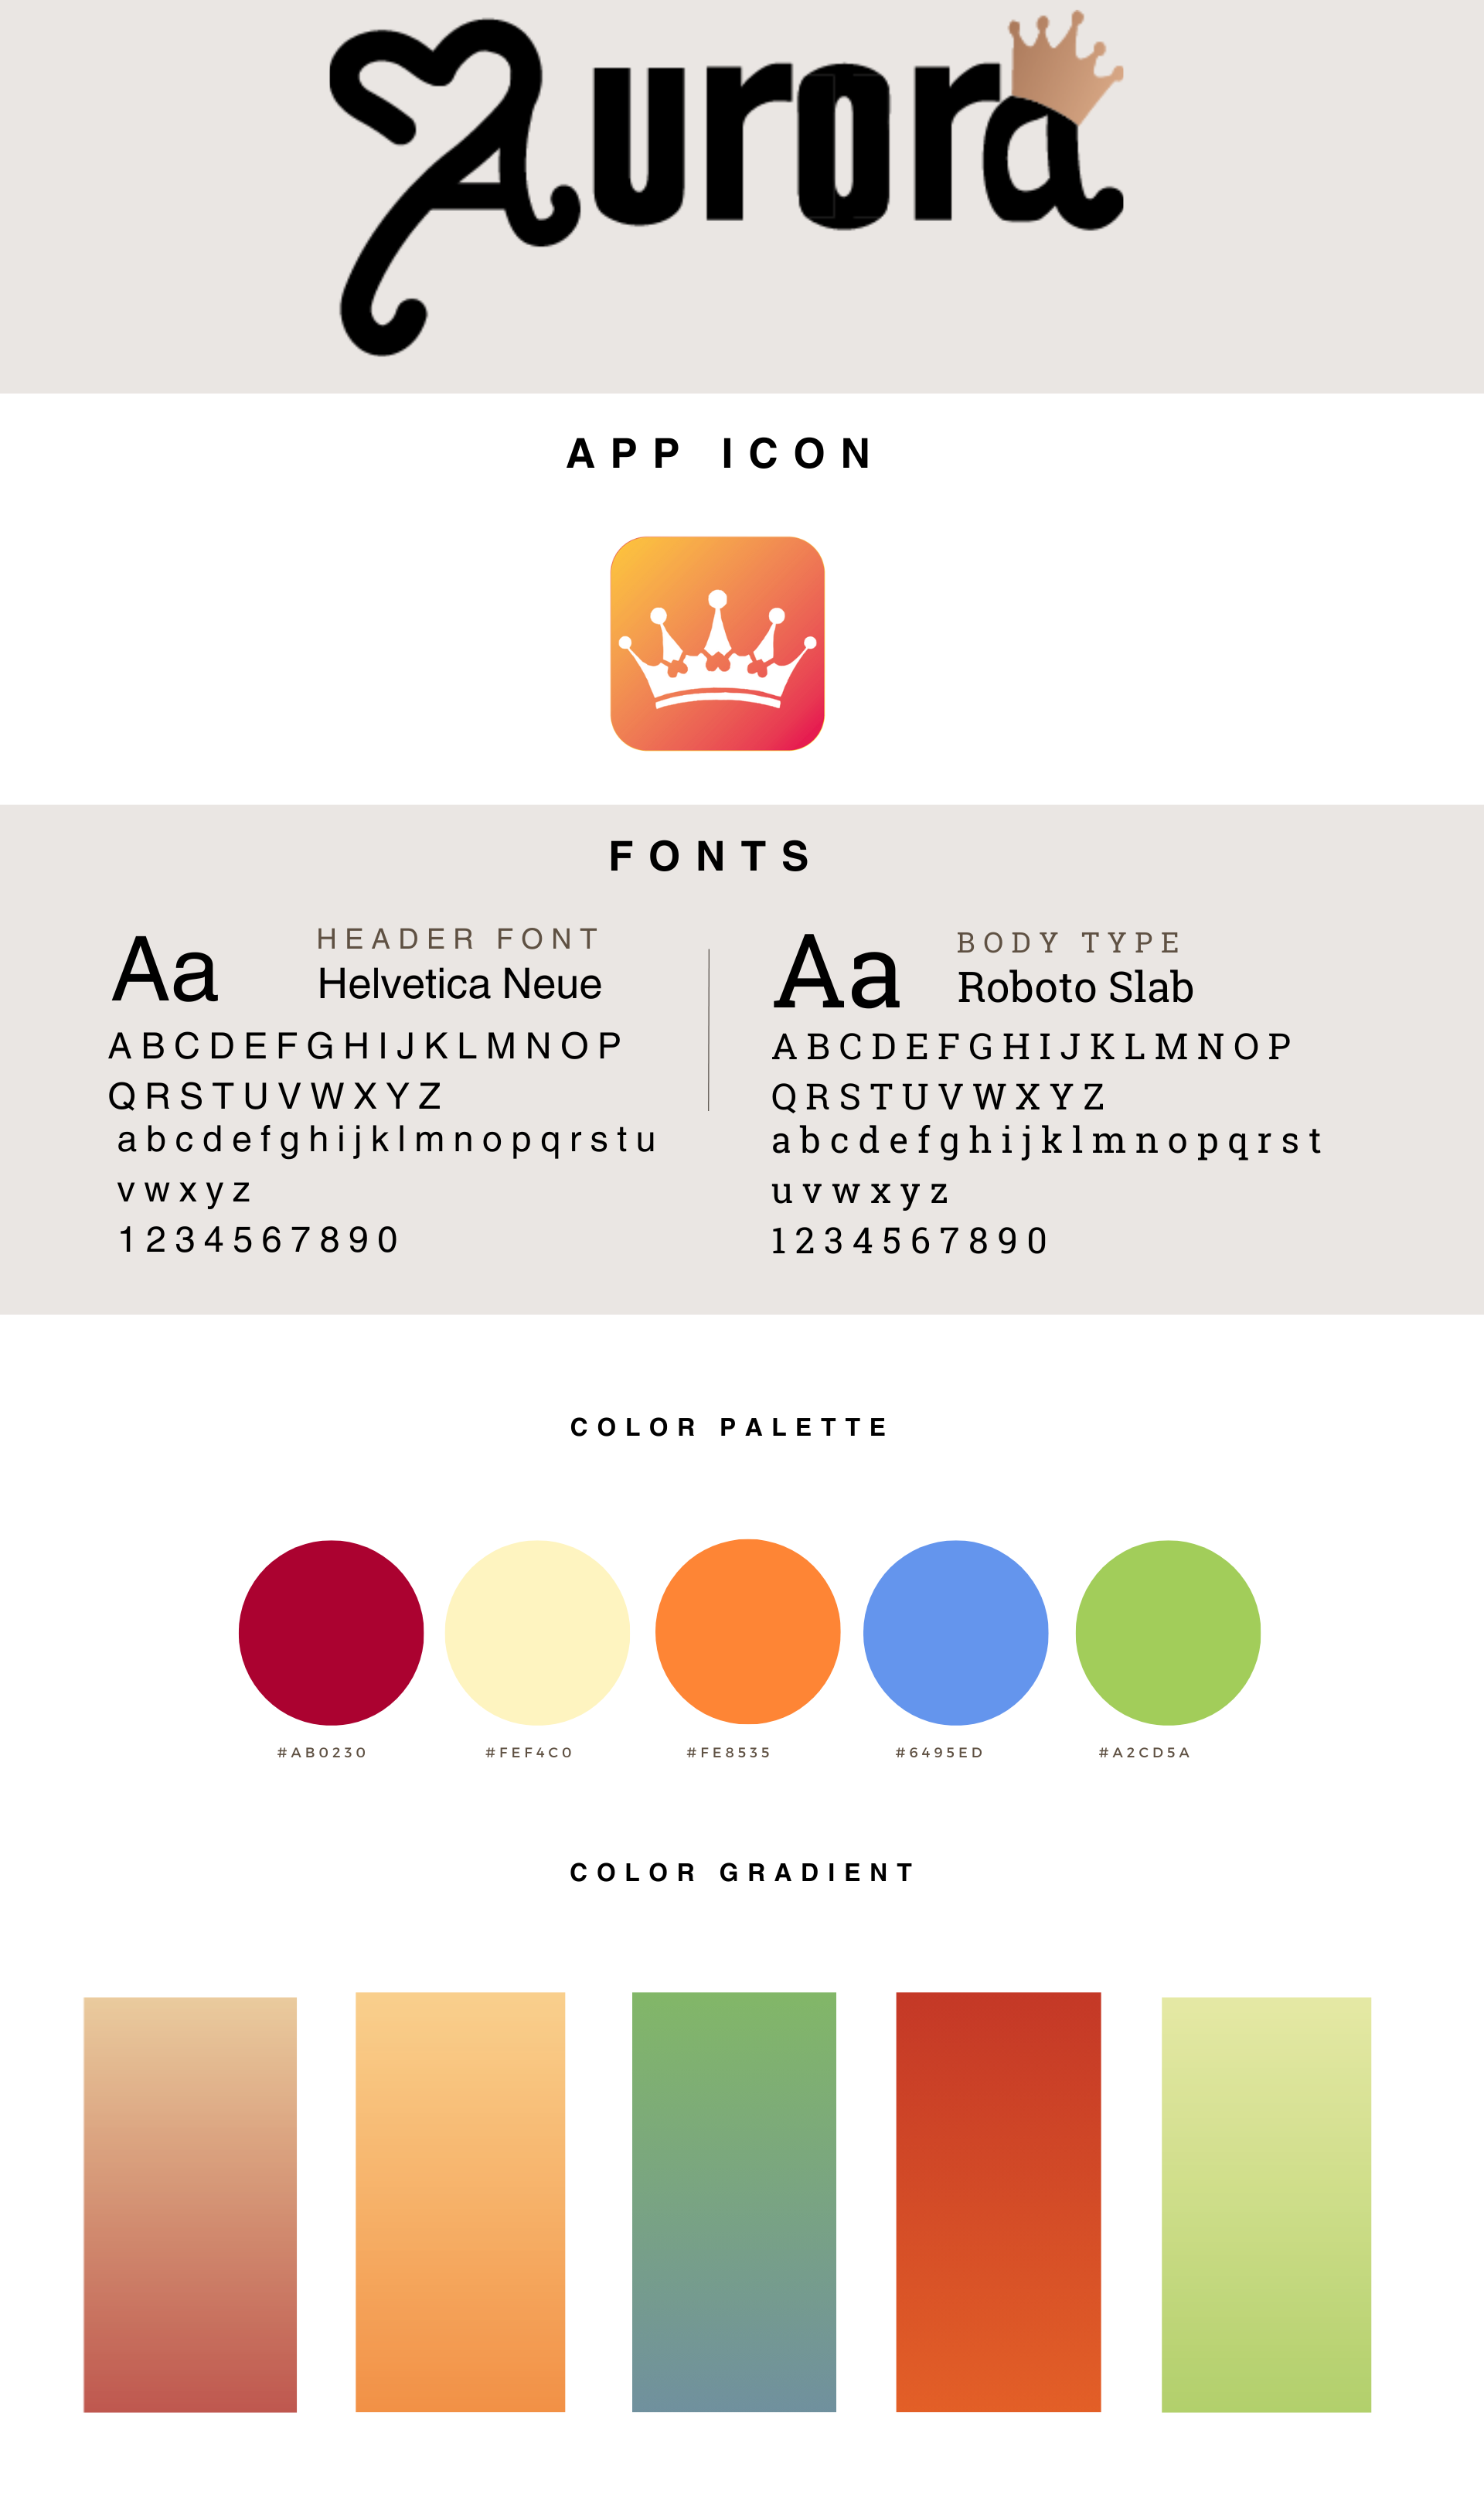 Aurora
APP ICON
FONTS
Aa
HEADER FONT
Helvetica Neue
ABCDEFGHIJKLMNOP
QRSTUVWXYZ
abcdefghijklmnopqrstu
vwxyz
1234567890
Aa
BODY TYPE
Roboto Slab
ABCDEFGHIJKLMNOP
QRSTUVWXYZ
abcdefghijklmnopqrst
uvwxyz
1234567890
COLOR PALETTE
#AB0230
#FEF4C0
#FE8535
#6495ED
#A2CD5A
COLOR GRADIENT